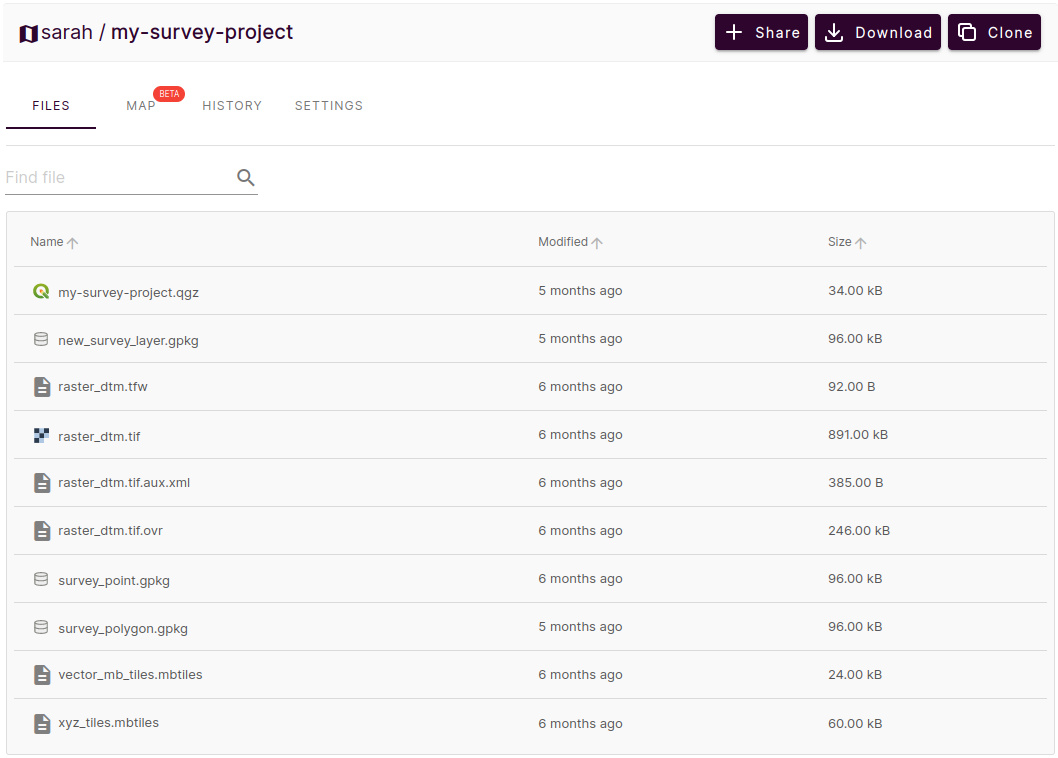 sarah / my-survey-project
Share Download Clone
FILES MAP BETA HISTORY SETTINGS
Find file
Name Modified Size
my-survey-project.qgz 5 months ago 34.00 kB
new_survey_layer.gpkg 5 months ago 96.00 kB
raster_dtm.tfw 6 months ago 92.00 B
raster_dtm.tif 6 months ago 891.00 kB
raster_dtm.tif.aux.xml 6 months ago 385.00 B
raster_dtm.tif.ovr 6 months ago 246.00 kB
survey_point.gpkg 6 months ago 96.00 kB
survey_polygon.gpkg 5 months ago 96.00 kB
vector_mb_tiles.mbtiles 6 months ago 24.00 kB
xyz_tiles.mbtiles 6 months ago 60.00 kB